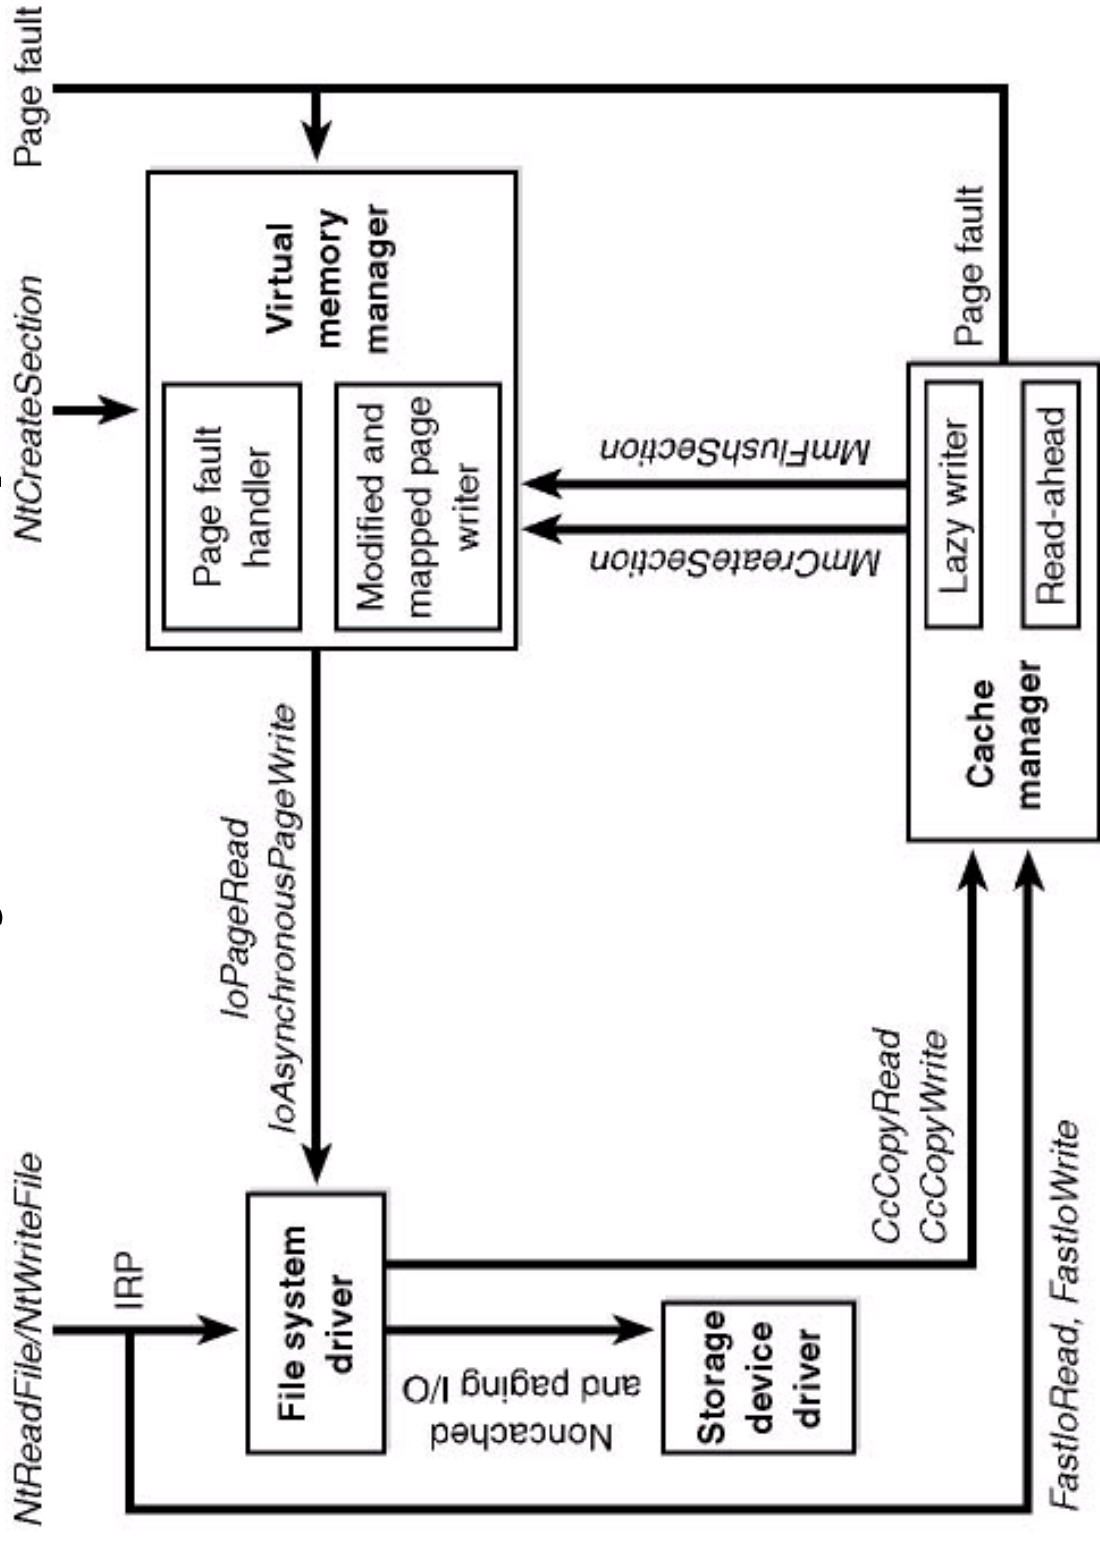 NtReadFile/NtWriteFile
IRP
NtCreateSection
Page fault
File system
driver
IoPageRead
IoAsynchronousPageWrite
Page fault
handler
Modified and
mapped page
writer
Virtual
memory
manager
Noncached
and paging I/O
Storage
device
driver
MmCreateSection
MmFlushSection
CcCopyRead
CcCopyWrite
Cache
manager
Lazy writer
Read-ahead
Page fault
FastIoRead, FastIoWrite